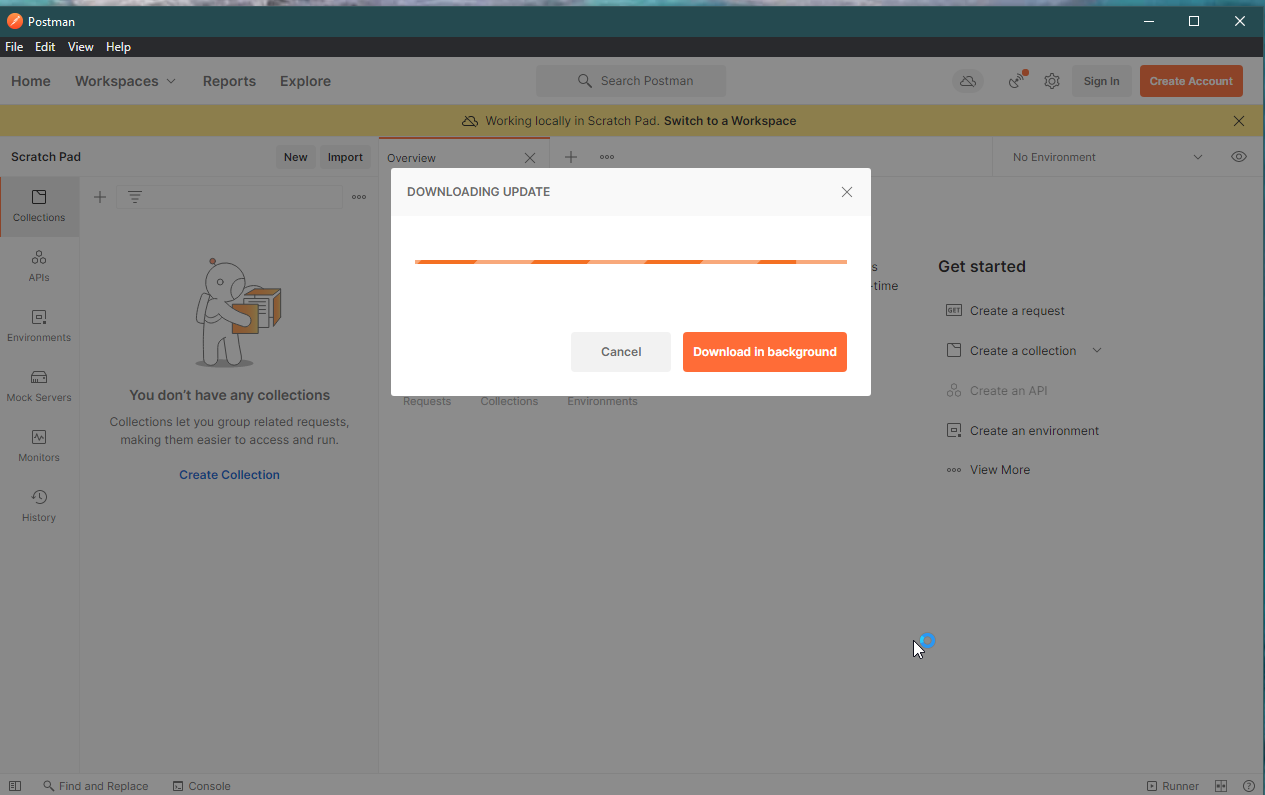 Postman
File Edit View Help
Home Workspaces Reports Explore Search Postman Sign In Create Account
Working locally in Scratch Pad. Switch to a Workspace
Scratch Pad New Import Overview No Environment
DOWNLOADING UPDATE
Collections
APIs
Environments
Mock Servers
Monitors
History
You don't have any collections
Collections let you group related requests,
making them easier to access and run.
Create Collection
s
-time
Cancel Download in background
Requests Collections Environments
Get started
GET Create a request
Create a collection
Create an API
Create an environment
View More
Find and Replace Console Runner